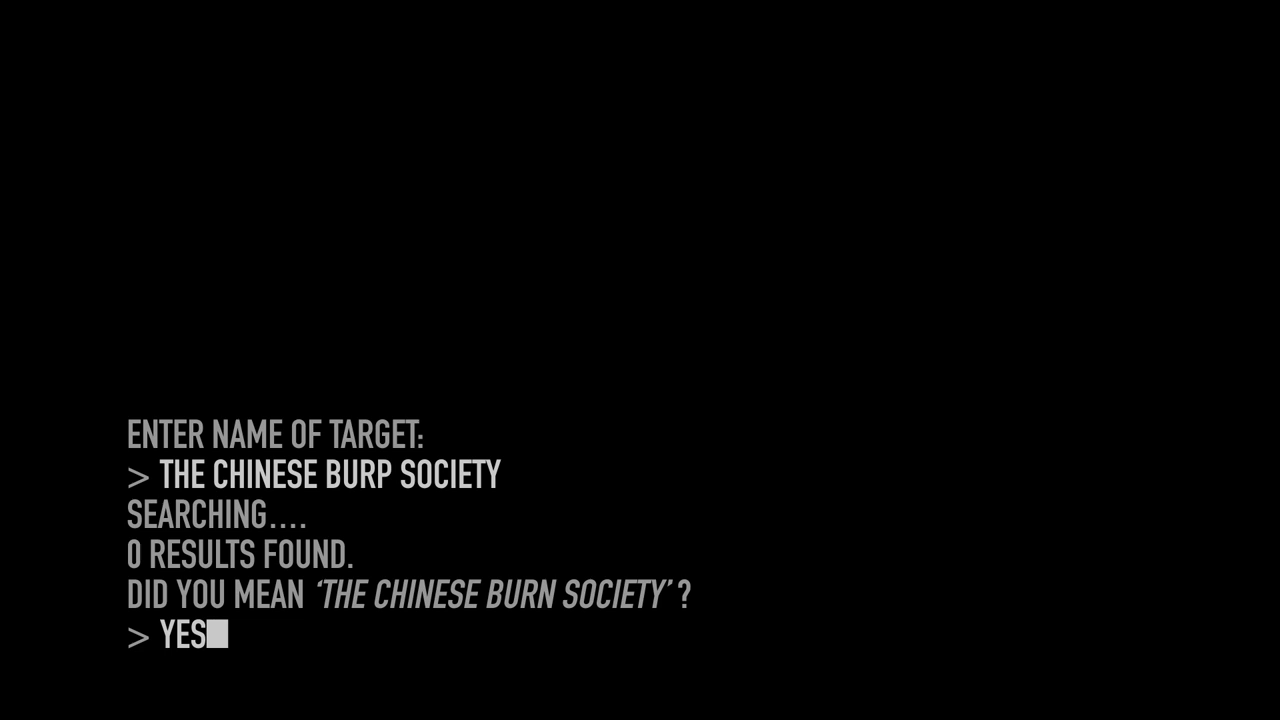 ENTER NAME OF TARGET:
> THE CHINESE BURP SOCIETY
SEARCHING....
0 RESULTS FOUND.
DID YOU MEAN ‘THE CHINESE BURN SOCIETY’ ?
> YES